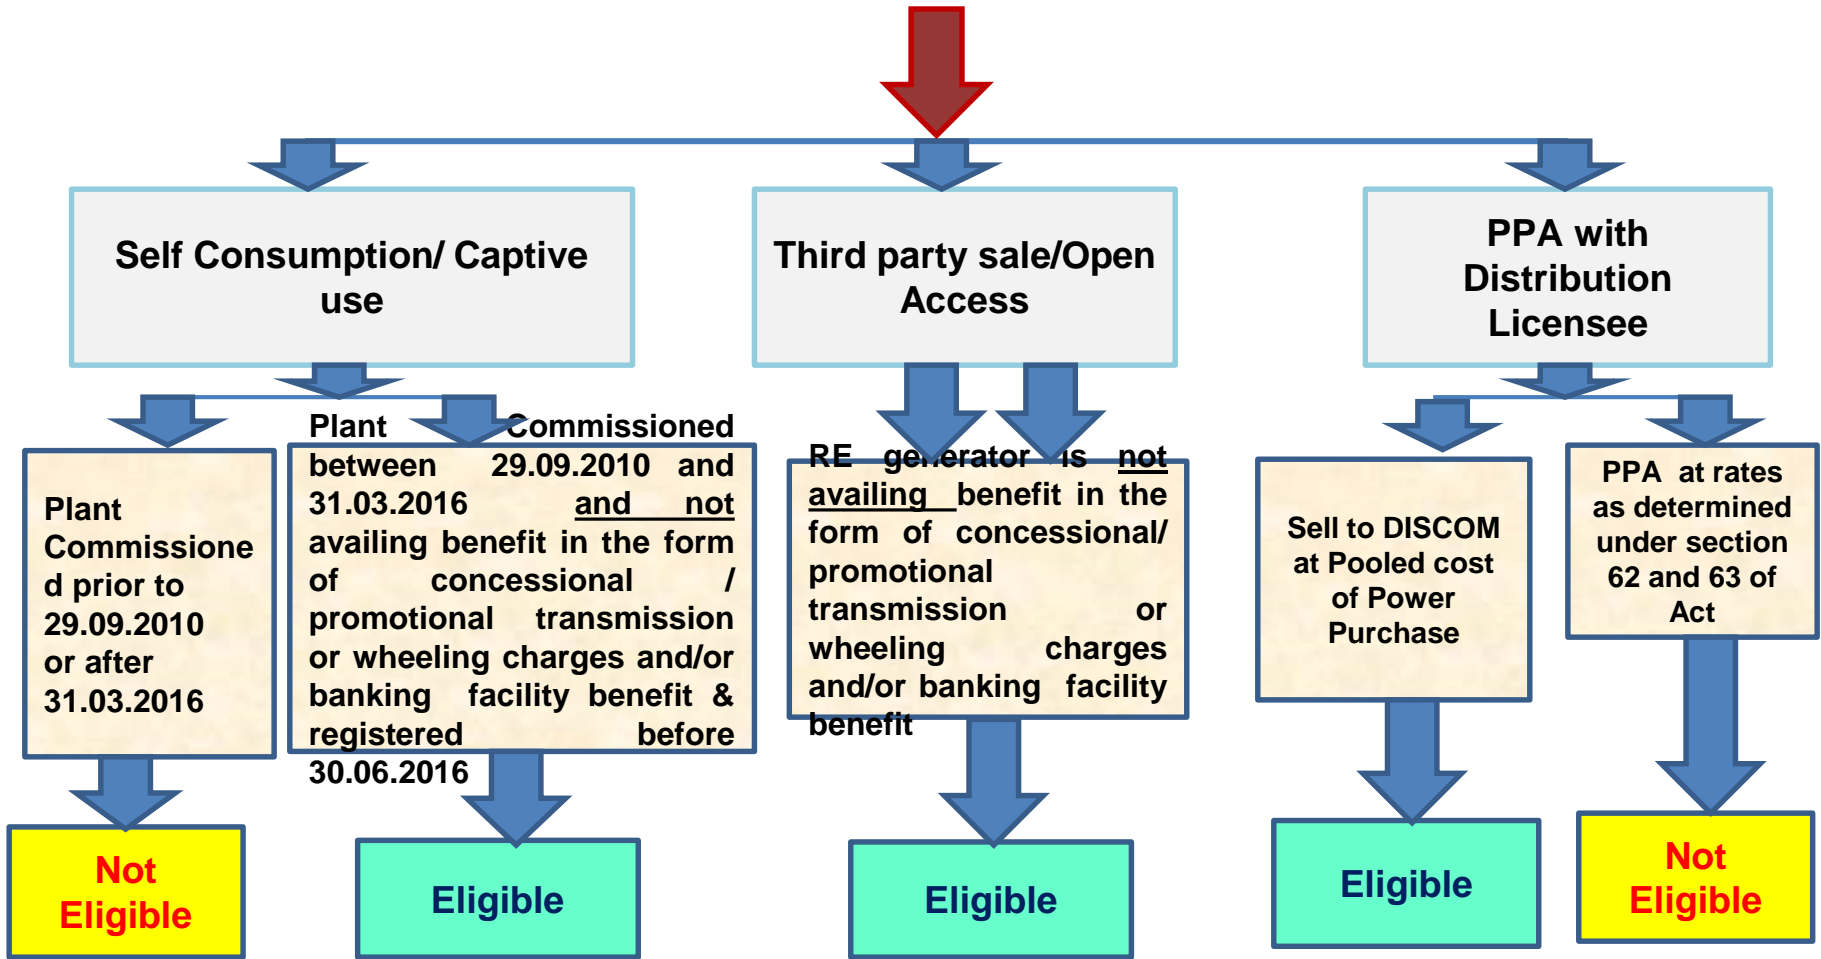 Self Consumption/ Captive
use
Third party sale/Open
Access
PPA with
Distribution
Licensee
Plant
Commissione
d prior to
29.09.2010
or after
31.03.2016
Plant Commissioned
between 29.09.2010 and
31.03.2016 and not
availing benefit in the form
of concessional /
promotional transmission
or wheeling charges and/or
banking facility benefit &
registered before
30.06.2016
RE generator is not
availing benefit in the
form of concessional/
promotional
transmission or
wheeling charges
and/or banking facility
benefit
Sell to DISCOM
at Pooled cost
of Power
Purchase
PPA at rates
as determined
under section
62 and 63 of
Act
Not
Eligible
Eligible
Eligible
Eligible
Not
Eligible